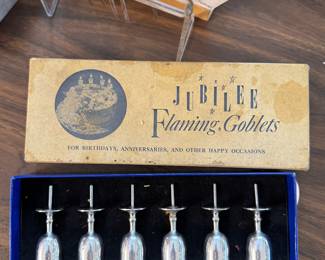 JUBILEE
Flaming Goblets
FOR BIRTHDAYS, ANNIVERSARIES, AND OTHER HAPPY OCCASIONS